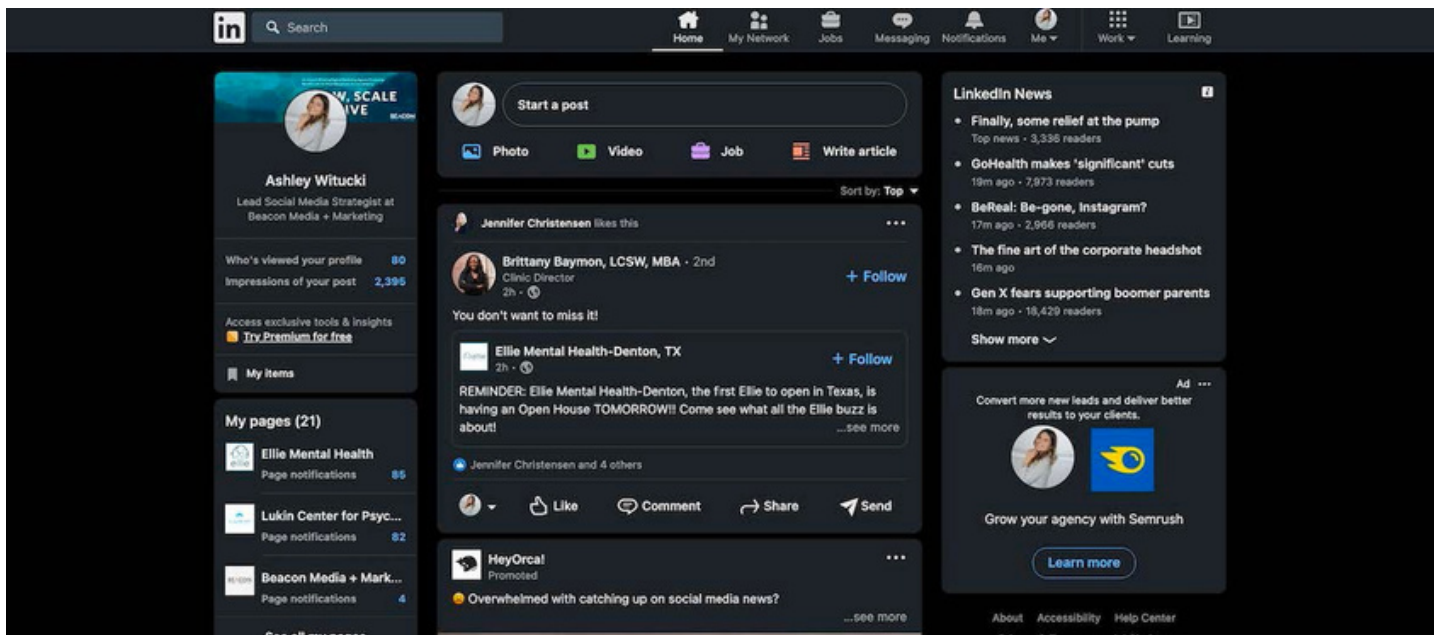 in
Search
Home
My Network
Jobs
Messaging
Notifications
Me
Work
Learning
W, SCALE
IVE
BEACON
Ashley Witucki
Lead Social Media Strategist at
Beacon Media + Marketing
Who's viewed your profile 80
Impressions of your post 2,395
Access exclusive tools & insights
Try Premium for free
My items
My pages (21)
ellie
Ellie Mental Health
Page notifications 85
Lukin Center for Psyc...
Page notifications 82
BEACON
Beacon Media + Mark...
Page notifications 4
Start a post
Photo
Video
Job
Write article
Sort by: Top
Jennifer Christensen likes this
Brittany Baymon, LCSW, MBA • 2nd
Clinic Director
2h •
+ Follow
You don't want to miss it!
Ellie Mental Health-Denton, TX
2h •
+ Follow
REMINDER: Ellie Mental Health-Denton, the first Ellie to open in Texas, is
having an Open House TOMORROW!! Come see what all the Ellie buzz is
about!
...see more
Jennifer Christensen and 4 others
Like
Comment
Share
Send
HeyOrca!
Promoted
Overwhelmed with catching up on social media news?
...see more
LinkedIn News
• Finally, some relief at the pump
Top news • 3,336 readers
• GoHealth makes 'significant' cuts
19m ago • 7,973 readers
• BeReal: Be-gone, Instagram?
17m ago • 2,966 readers
• The fine art of the corporate headshot
16m ago
• Gen X fears supporting boomer parents
18m ago • 18,429 readers
Show more
Ad
Convert more new leads and deliver better
results to your clients.
Grow your agency with Semrush
Learn more
About Accessibility Help Center